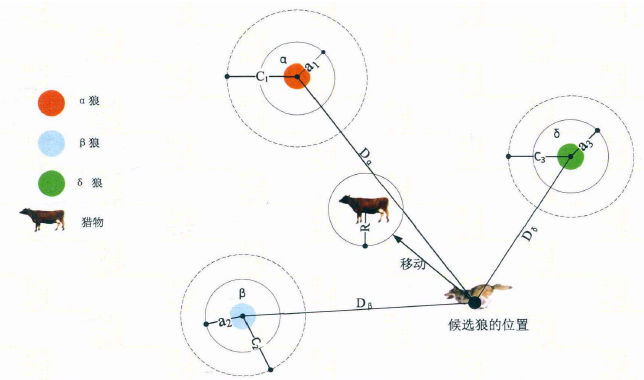 α 狼
β 狼
δ 狼
猎物
α
a₁
C₁
Dα
δ
a₃
C₃
Dδ
R
移动
β
a₂
C₂
Dβ
候选狼的位置